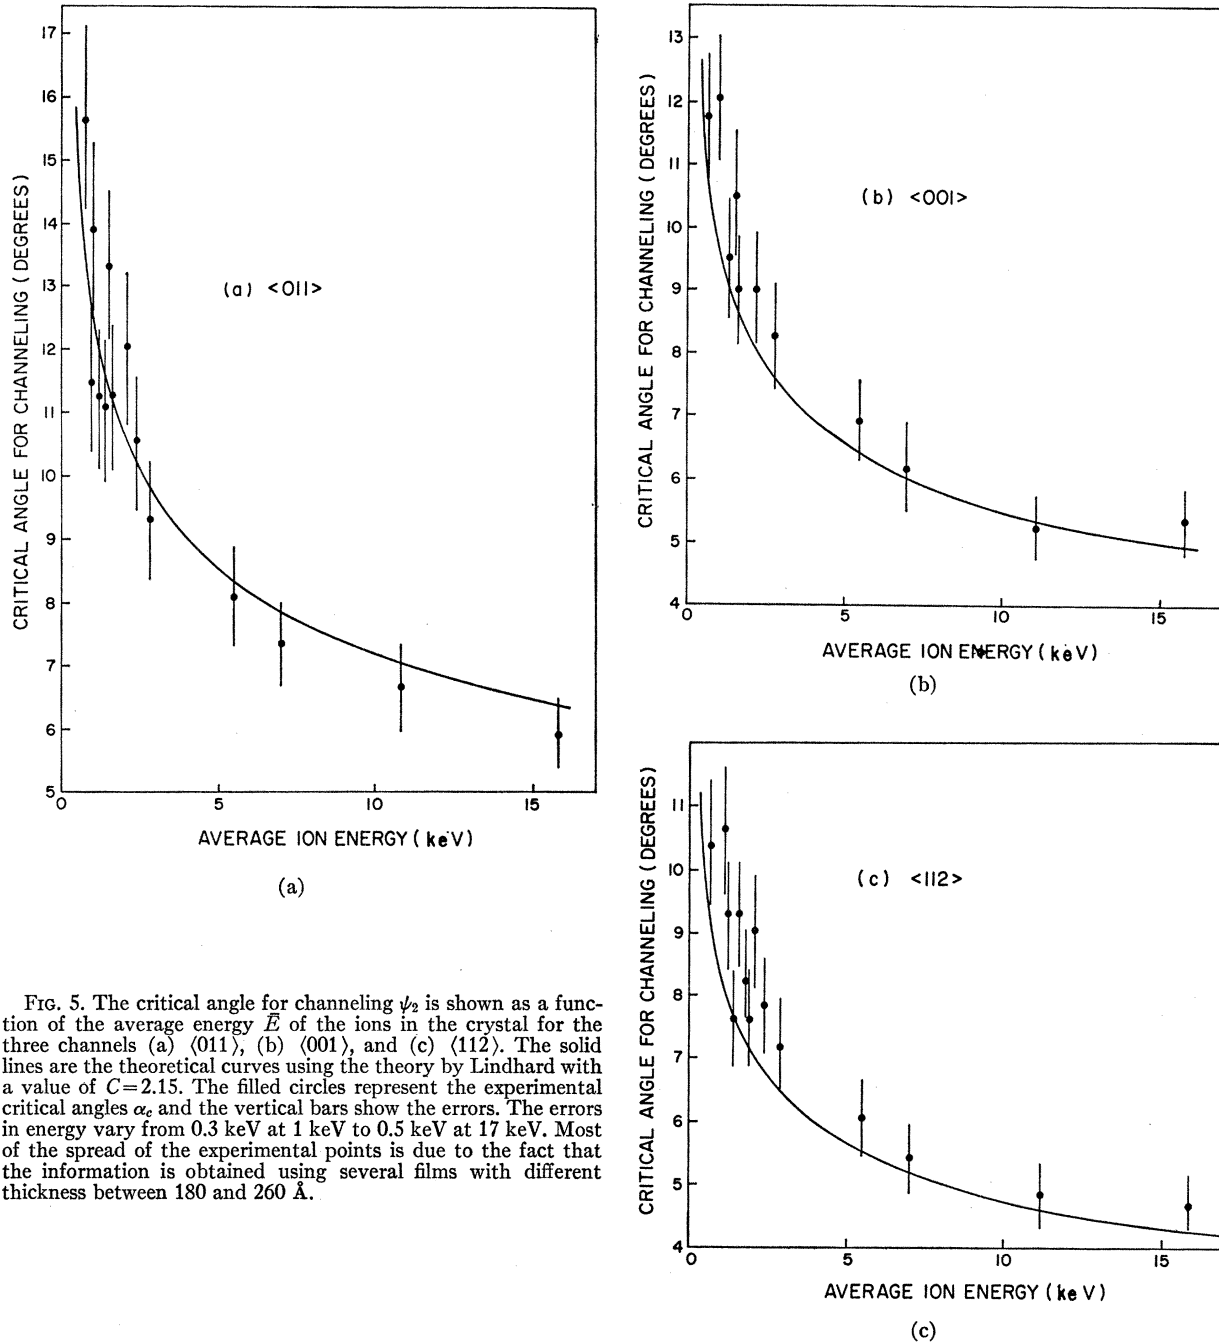 CRITICAL ANGLE FOR CHANNELING (DEGREES)
17
16
15
14
13
12
11
10
9
8
7
6
5
(a) <011>
0
5
10
15
AVERAGE ION ENERGY (keV)
(a)
CRITICAL ANGLE FOR CHANNELING (DEGREES)
13
12
11
10
9
8
7
6
5
4
(b) <001>
0
5
10
15
AVERAGE ION ENERGY (keV)
(b)
CRITICAL ANGLE FOR CHANNELING (DEGREES)
11
10
9
8
7
6
5
4
(c) <112>
0
5
10
15
AVERAGE ION ENERGY (keV)
(c)
FIG. 5. The critical angle for channeling ψ₂ is shown as a func-
tion of the average energy Ē of the ions in the crystal for the
three channels (a) ⟨011⟩, (b) ⟨001⟩, and (c) ⟨112⟩. The solid
lines are the theoretical curves using the theory by Lindhard with
a value of C=2.15. The filled circles represent the experimental
critical angles α_c and the vertical bars show the errors. The errors
in energy vary from 0.3 keV at 1 keV to 0.5 keV at 17 keV. Most
of the spread of the experimental points is due to the fact that
the information is obtained using several films with different
thickness between 180 and 260 Å.